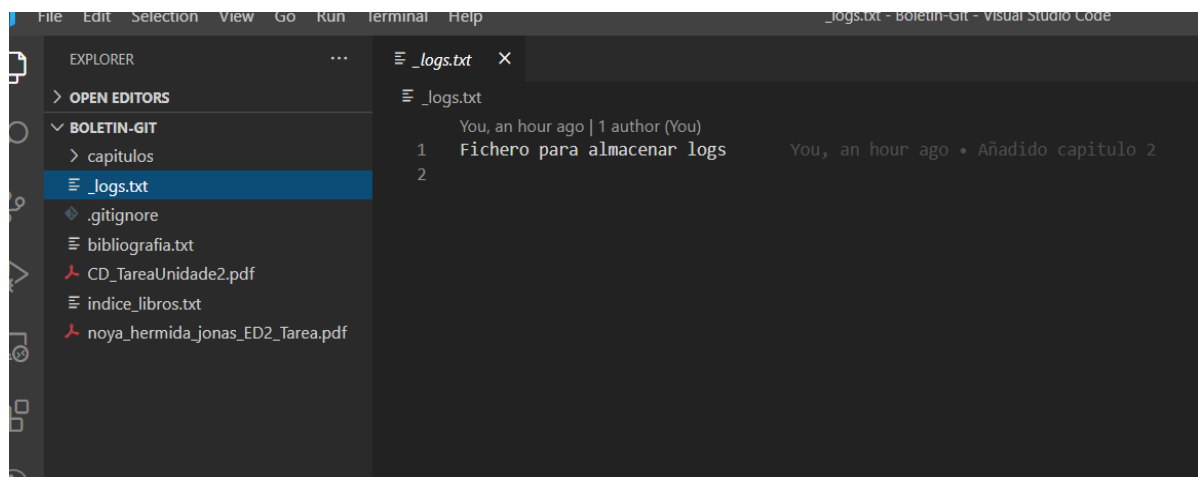 File Edit Selection View Go Run Terminal Help _logs.txt - Boletin-Git - Visual Studio Code
EXPLORER ...
OPEN EDITORS
BOLETIN-GIT
capitulos
_logs.txt
.gitignore
bibliografia.txt
CD_TareaUnidade2.pdf
indice_libros.txt
noya_hermida_jonas_ED2_Tarea.pdf
_logs.txt ×
_logs.txt
You, an hour ago | 1 author (You)
1 Fichero para almacenar logs You, an hour ago • Añadido capitulo 2
2